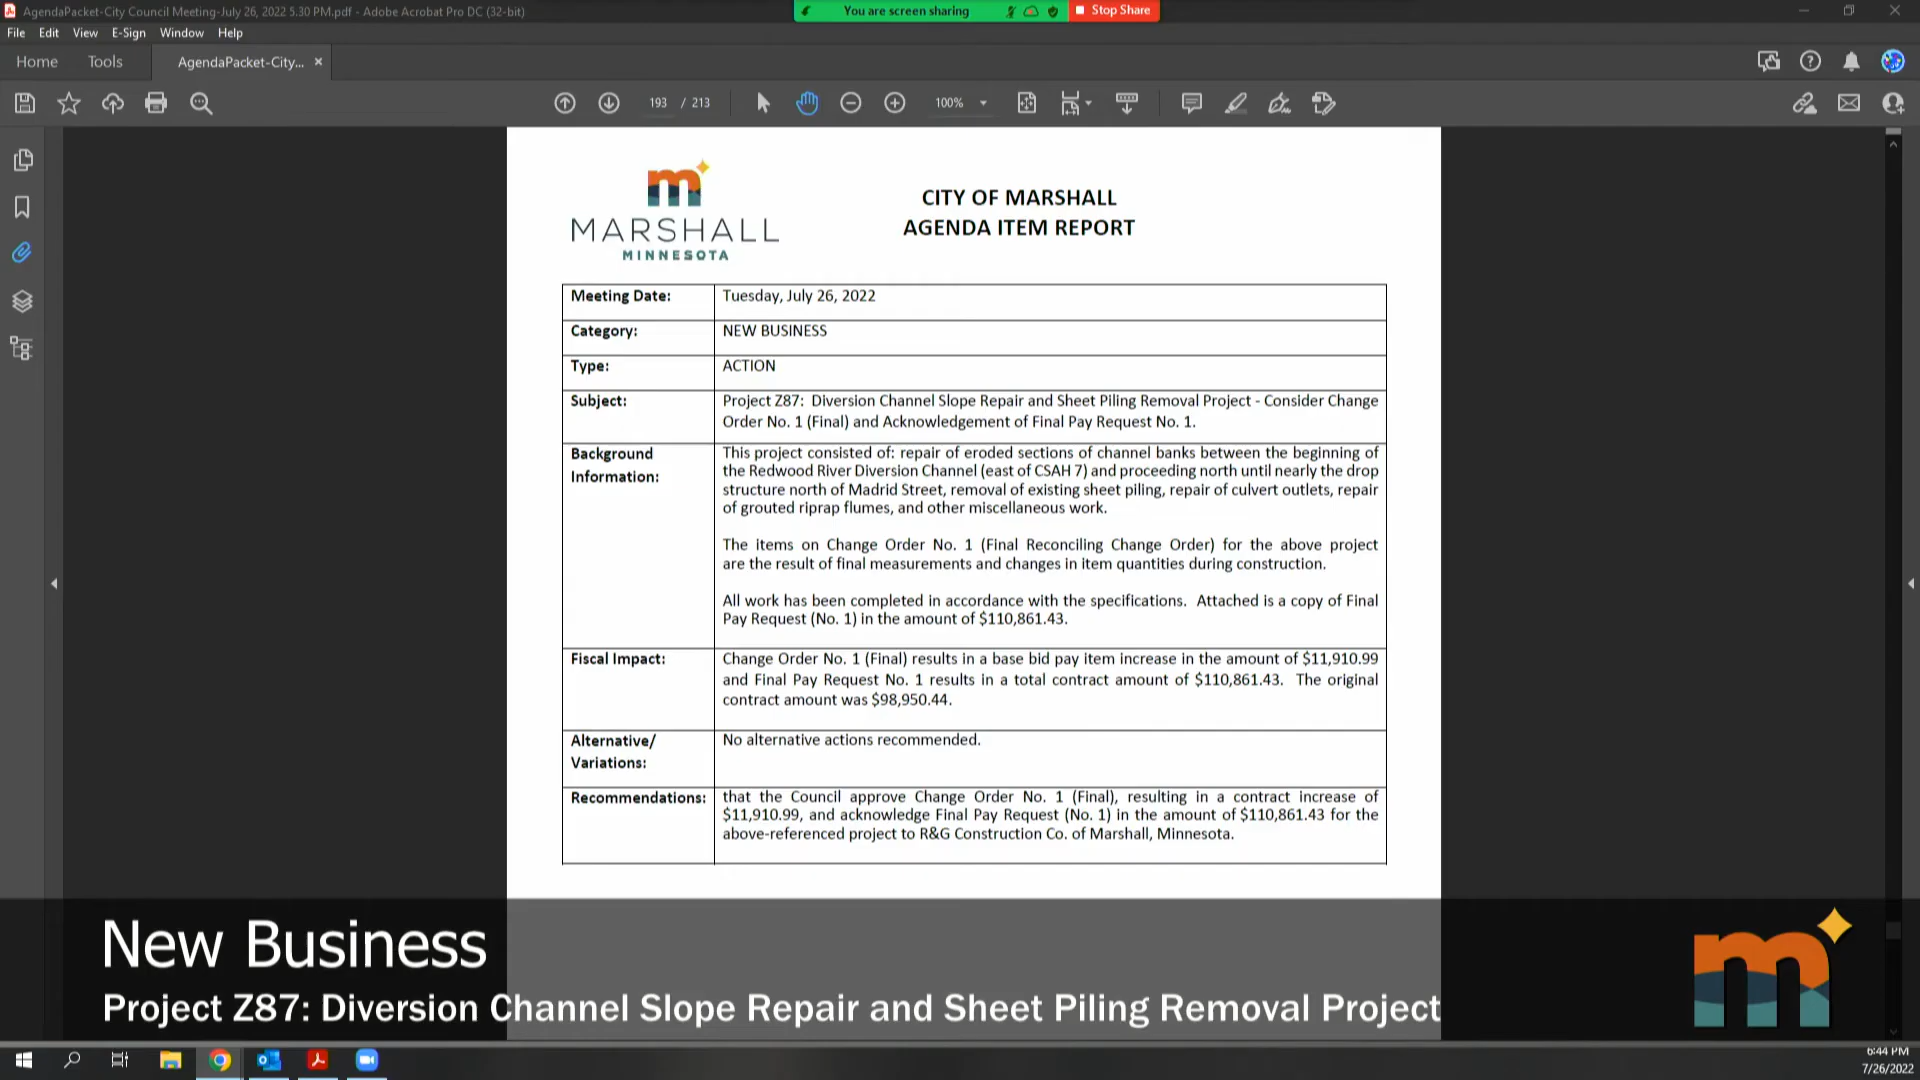 AgendaPacket-City Council Meeting-July 26, 2022 5.30 PM.pdf - Adobe Acrobat Pro DC (32-bit)
You are screen sharing
Stop Share
File Edit View E-Sign Window Help
Home Tools AgendaPacket-City... ×
193 / 213
100%
m
MARSHALL
MINNESOTA
CITY OF MARSHALL
AGENDA ITEM REPORT
Meeting Date: Tuesday, July 26, 2022
Category: NEW BUSINESS
Type: ACTION
Subject: Project Z87: Diversion Channel Slope Repair and Sheet Piling Removal Project - Consider Change
Order No. 1 (Final) and Acknowledgement of Final Pay Request No. 1.
Background
Information:
This project consisted of: repair of eroded sections of channel banks between the beginning of
the Redwood River Diversion Channel (east of CSAH 7) and proceeding north until nearly the drop
structure north of Madrid Street, removal of existing sheet piling, repair of culvert outlets, repair
of grouted riprap flumes, and other miscellaneous work.
The items on Change Order No. 1 (Final Reconciling Change Order) for the above project
are the result of final measurements and changes in item quantities during construction.
All work has been completed in accordance with the specifications. Attached is a copy of Final
Pay Request (No. 1) in the amount of $110,861.43.
Fiscal Impact: Change Order No. 1 (Final) results in a base bid pay item increase in the amount of $11,910.99
and Final Pay Request No. 1 results in a total contract amount of $110,861.43. The original
contract amount was $98,950.44.
Alternative/
Variations:
No alternative actions recommended.
Recommendations: that the Council approve Change Order No. 1 (Final), resulting in a contract increase of
$11,910.99, and acknowledge Final Pay Request (No. 1) in the amount of $110,861.43 for the
above-referenced project to R&G Construction Co. of Marshall, Minnesota.
New Business
Project Z87: Diversion Channel Slope Repair and Sheet Piling Removal Project
m
6:44 PM
7/26/2022